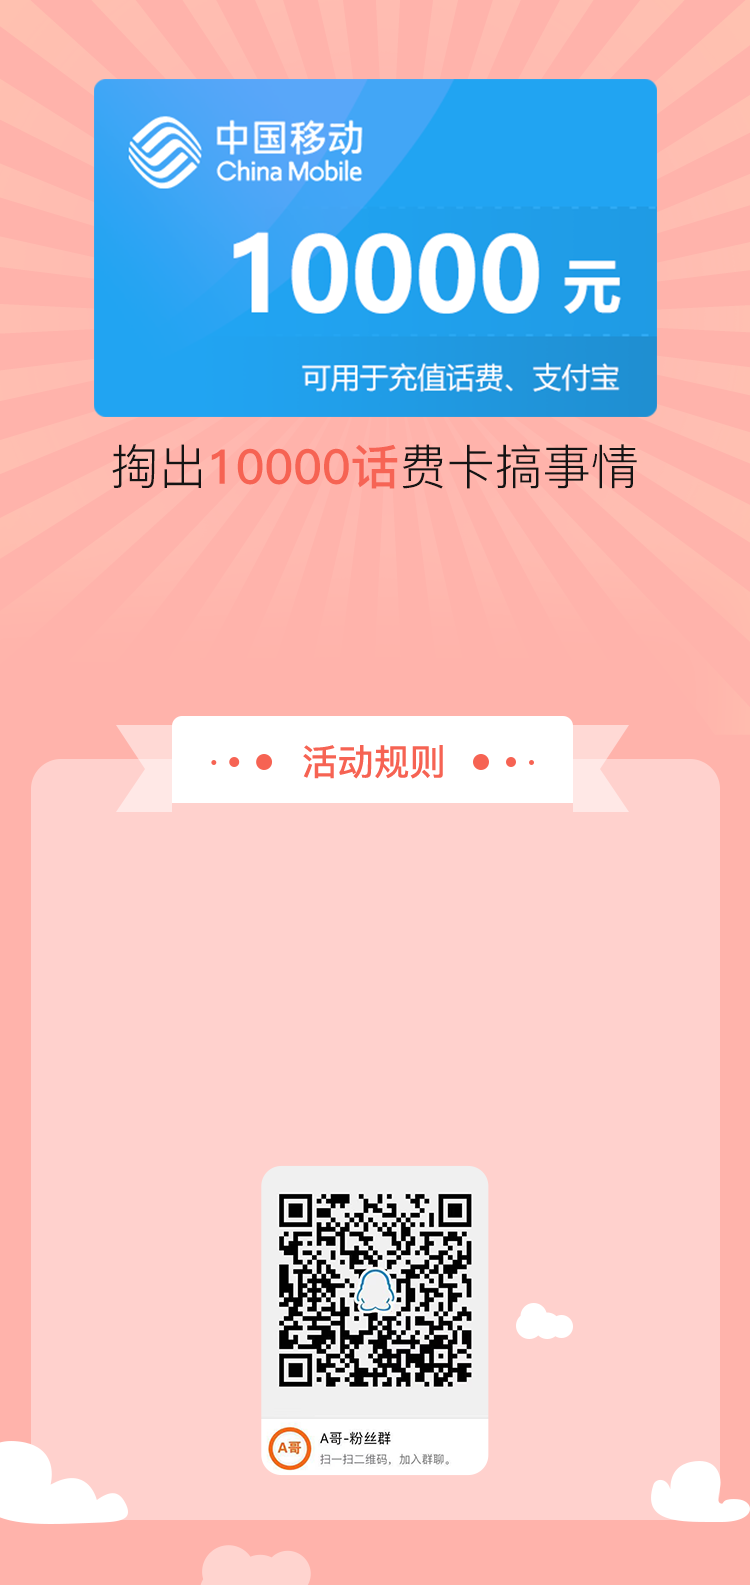 中国移动
China Mobile
10000 元
可用于充值话费、支付宝
掏出10000话费卡搞事情
活动规则
A哥
A哥-粉丝群
扫一扫二维码，加入群聊。